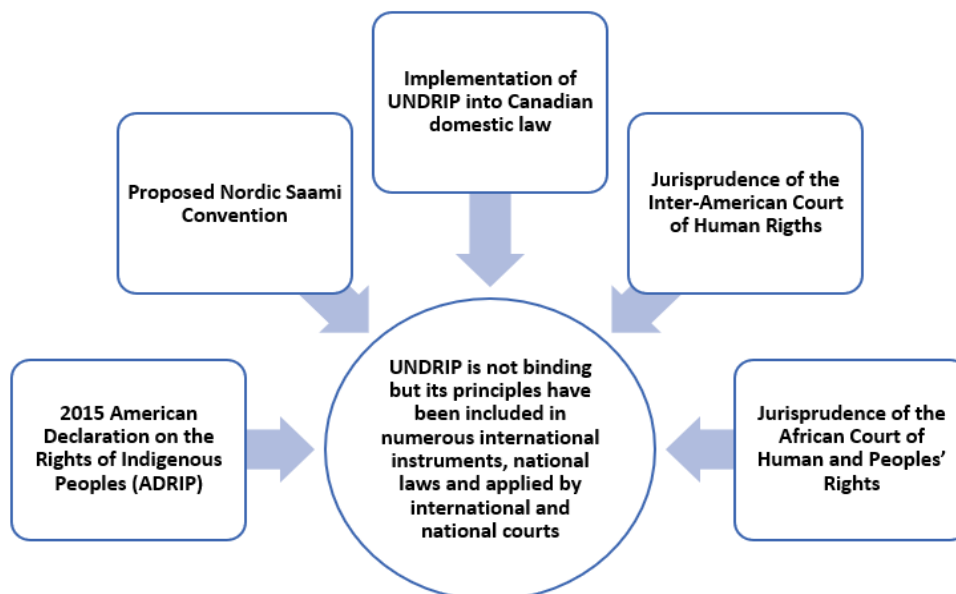 Implementation of
UNDRIP into Canadian
domestic law
Proposed Nordic Saami
Convention
Jurisprudence of the
Inter-American Court
of Human Rigths
2015 American
Declaration on the
Rights of Indigenous
Peoples (ADRIP)
UNDRIP is not binding
but its principles have
been included in
numerous international
instruments, national
laws and applied by
international and
national courts
Jurisprudence of the
African Court of
Human and Peoples’
Rights